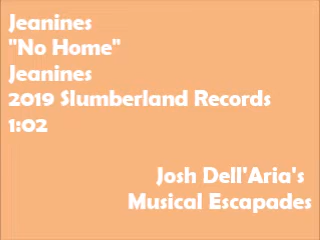 Jeanines
"No Home"
Jeanines
2019 Slumberland Records
1:02
Josh Dell'Aria's
Musical Escapades